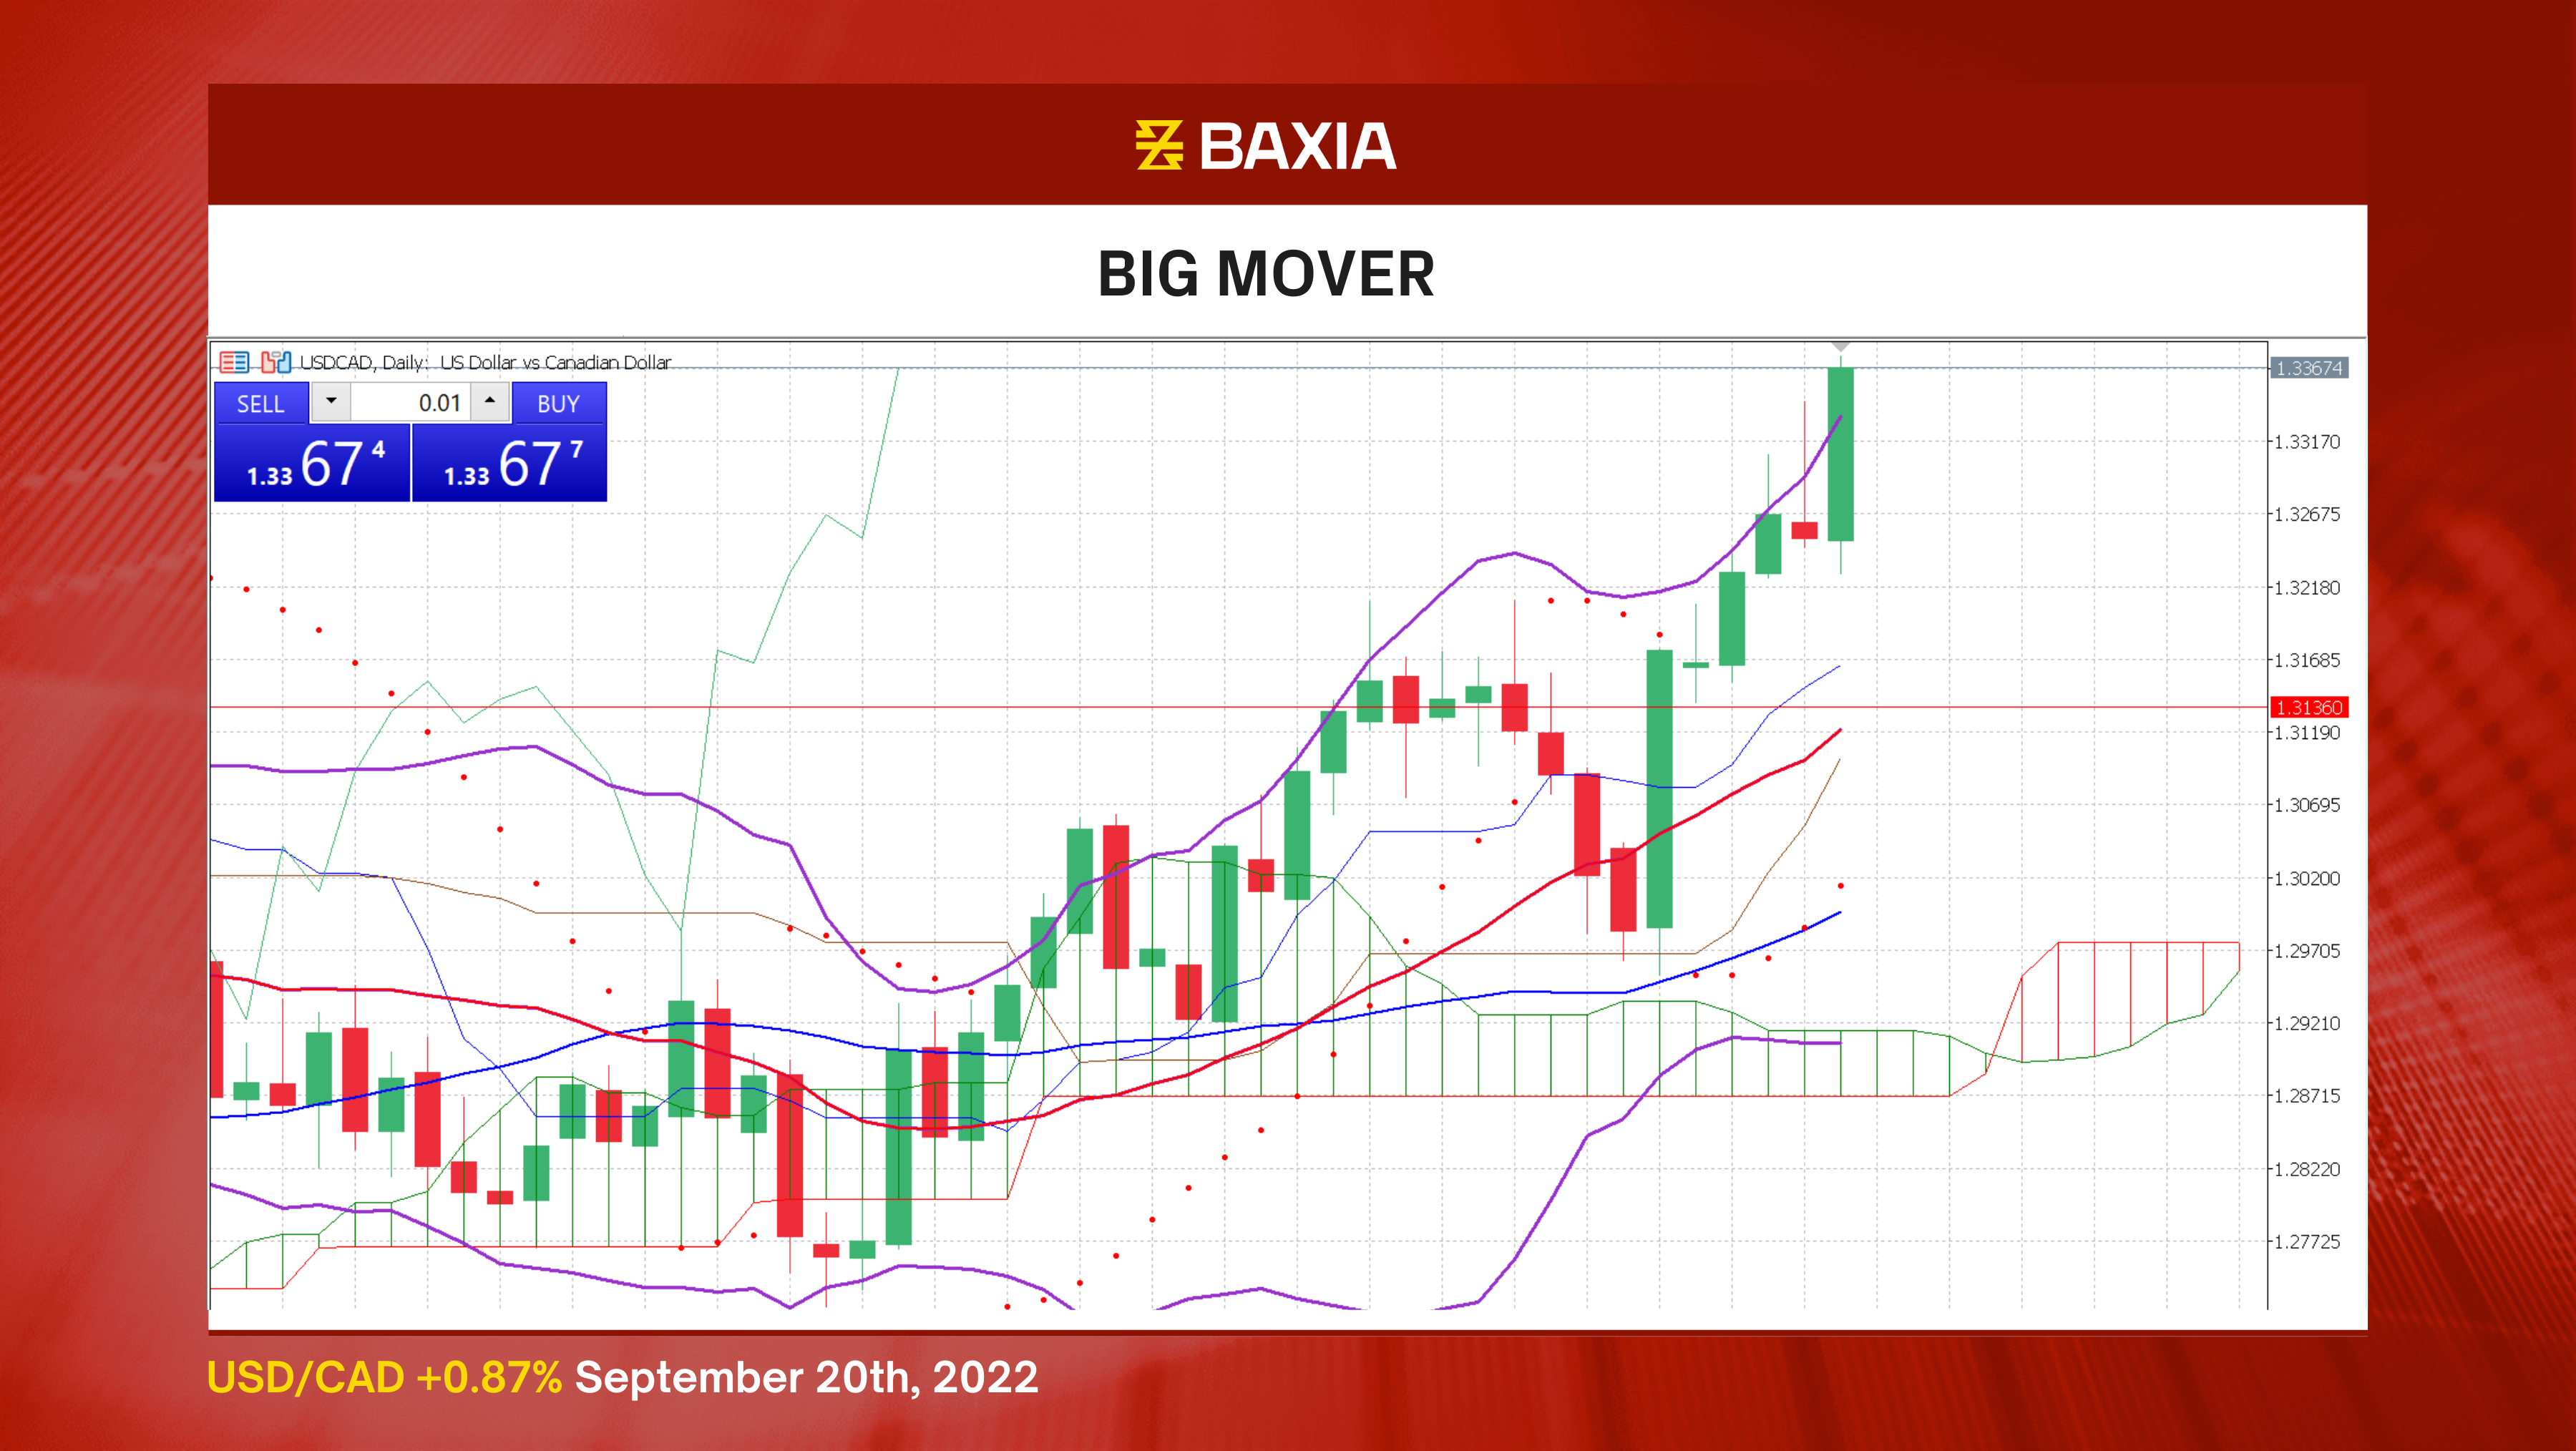 BAXIA
BIG MOVER
USDCAD, Daily: US Dollar vs Canadian Dollar
SELL 0.01 BUY
1.33 67 4 1.33 67 7
1.33674
1.33170
1.32675
1.32180
1.31685
1.31360
1.31190
1.30695
1.30200
1.29705
1.29210
1.28715
1.28220
1.27725
USD/CAD +0.87% September 20th, 2022